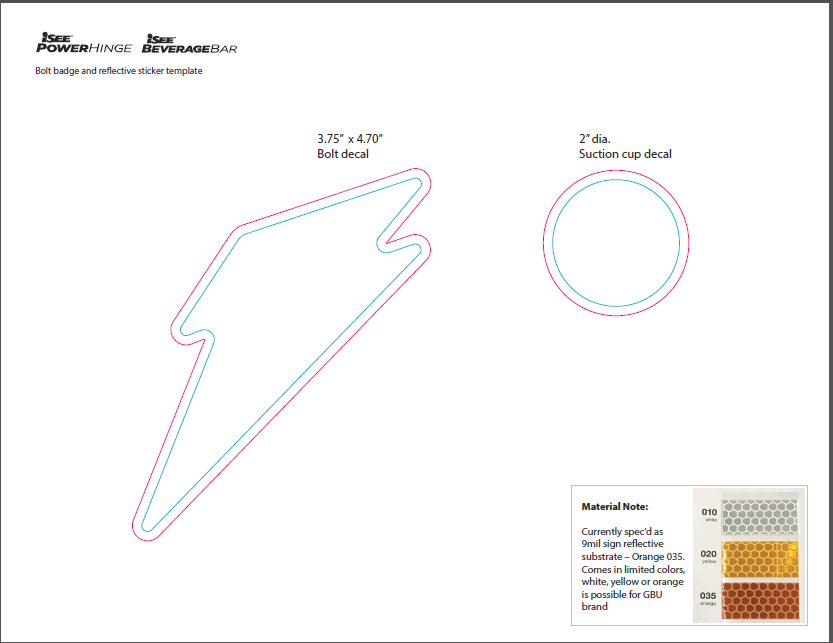 iSEE
POWERHINGE
iSEE
BEVERAGEBAR
Bolt badge and reflective sticker template
3.75” x 4.70”
Bolt decal
2” dia.
Suction cup decal
Material Note:
Currently spec’d as
9mil sign reflective
substrate – Orange 035.
Comes in limited colors,
white, yellow or orange
is possible for GBU
brand
010
white
020
yellow
035
orange